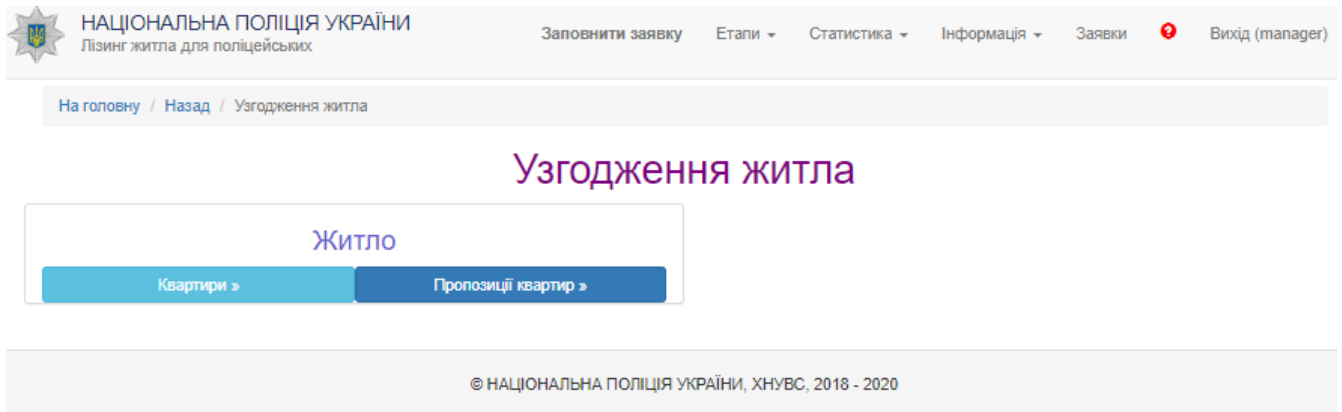 НАЦІОНАЛЬНА ПОЛІЦІЯ УКРАЇНИ
Лізинг житла для поліцейських
Заповнити заявку Етапи Статистика Інформація Заявки ? Вихід (manager)
На головну / Назад / Узгодження житла
Узгодження житла
Житло
Квартири » Пропозиції квартир »
© НАЦІОНАЛЬНА ПОЛІЦІЯ УКРАЇНИ, ХНУВС, 2018 - 2020